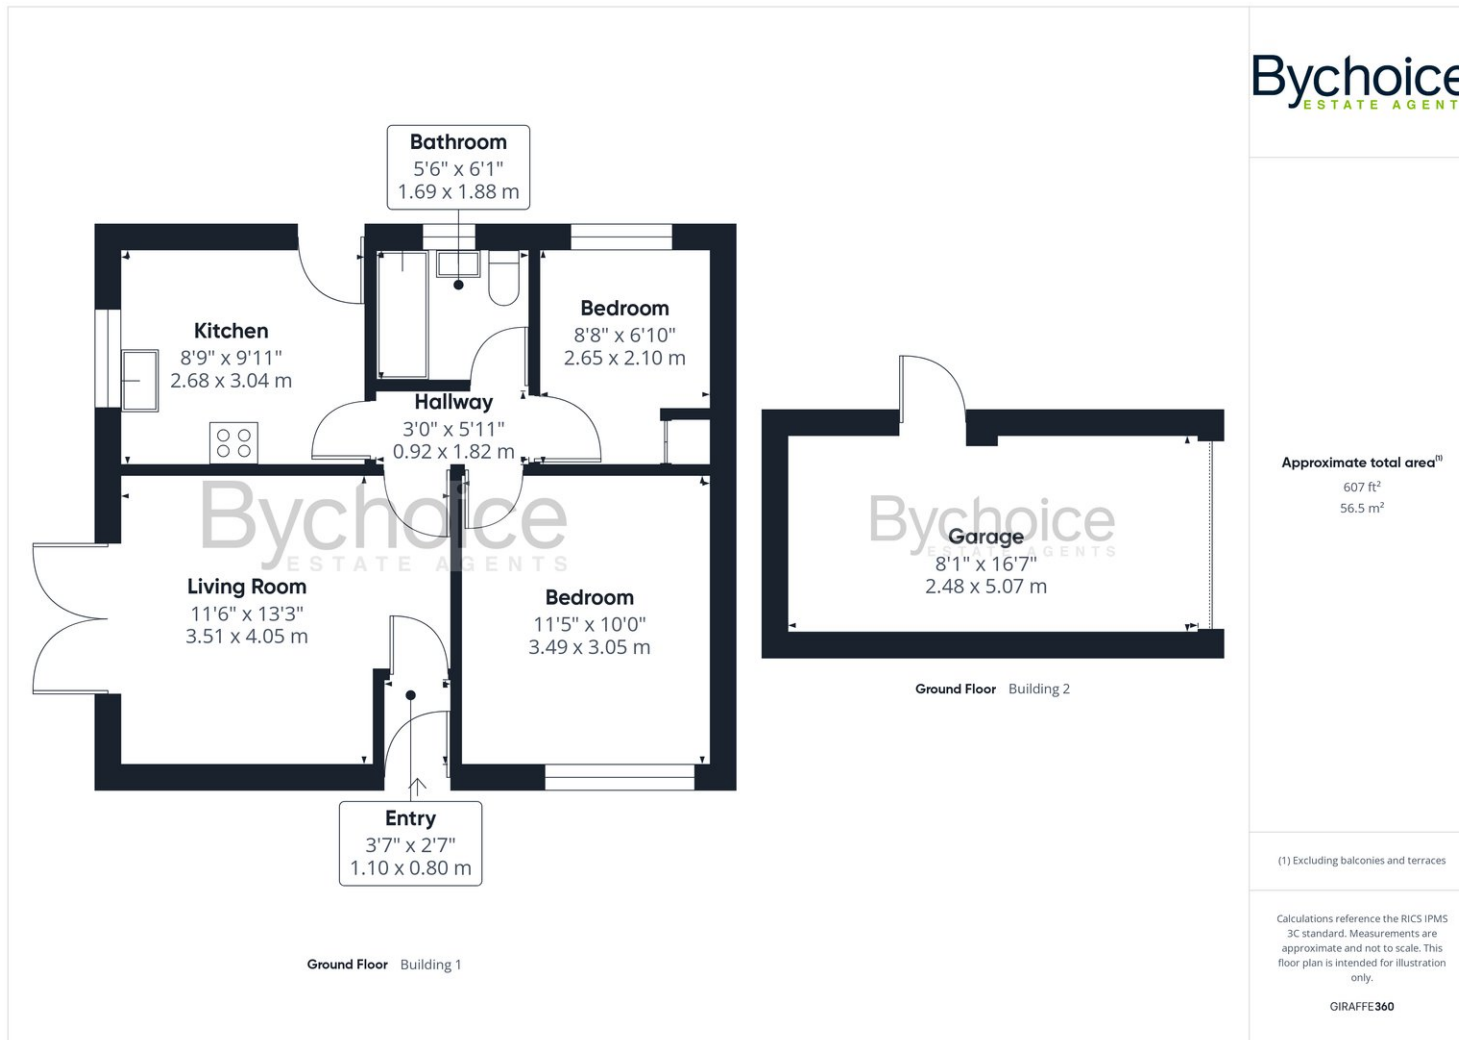 Bychoice
ESTATE AGENT
Bathroom
5'6" x 6'1"
1.69 x 1.88 m
Kitchen
8'9" x 9'11"
2.68 x 3.04 m
Bedroom
8'8" x 6'10"
2.65 x 2.10 m
Hallway
3'0" x 5'11"
0.92 x 1.82 m
Bychoice
ESTATE AGENTS
Living Room
11'6" x 13'3"
3.51 x 4.05 m
Bedroom
11'5" x 10'0"
3.49 x 3.05 m
Entry
3'7" x 2'7"
1.10 x 0.80 m
Ground Floor Building 1
Bychoice
ESTATE AGENTS
Garage
8'1" x 16'7"
2.48 x 5.07 m
Ground Floor Building 2
Approximate total area(1)
607 ft²
56.5 m²
(1) Excluding balconies and terraces
Calculations reference the RICS IPMS
3C standard. Measurements are
approximate and not to scale. This
floor plan is intended for illustration
only.
GIRAFFE360